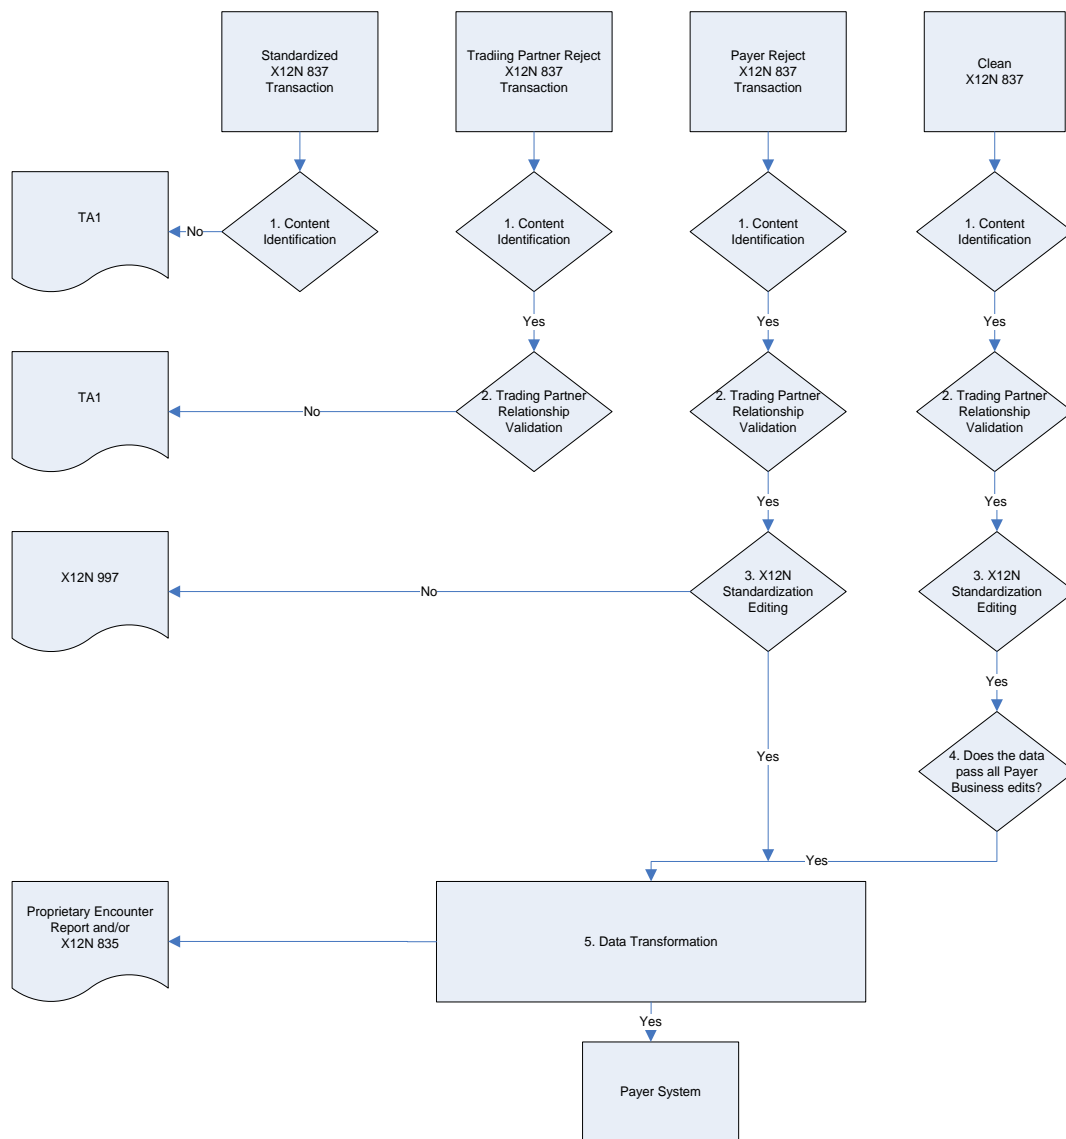 Standardized
X12N 837
Transaction
Tradiing Partner Reject
X12N 837
Transaction
Payer Reject
X12N 837
Transaction
Clean
X12N 837
TA1
No
1. Content
Identification
1. Content
Identification
1. Content
Identification
1. Content
Identification
Yes
Yes
Yes
TA1
No
2. Trading Partner
Relationship
Validation
2. Trading Partner
Relationship
Validation
2. Trading Partner
Relationship
Validation
Yes
Yes
X12N 997
No
3. X12N
Standardization
Editing
3. X12N
Standardization
Editing
Yes
Yes
4. Does the data
pass all Payer
Business edits?
Yes
Proprietary Encounter
Report and/or
X12N 835
5. Data Transformation
Yes
Payer System